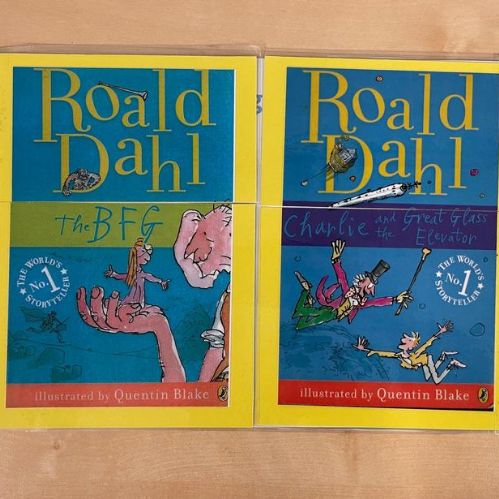 Roald
Dahl
The BFG
THE WORLD'S
No. 1
STORYTELLER
illustrated by Quentin Blake
Roald
Dahl
Charlie and the Great Glass
Elevator
THE WORLD'S
No. 1
STORYTELLER
illustrated by Quentin Blake